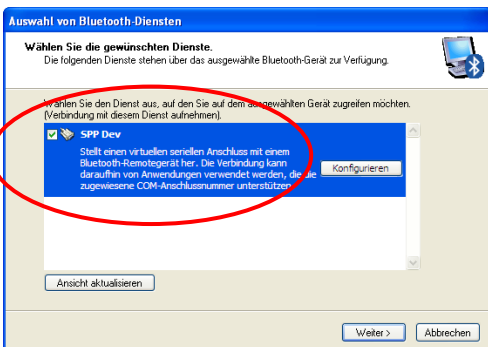 Auswahl von Bluetooth-Diensten
Wählen Sie die gewünschten Dienste.
Die folgenden Dienste stehen über das ausgewählte Bluetooth-Gerät zur Verfügung.
Wählen Sie den Dienst aus, auf den Sie auf dem ausgewählten Gerät zugreifen möchten.
(Verbindung mit diesem Dienst aufnehmen).
SPP Dev
Stellt einen virtuellen seriellen Anschluss mit einem
Bluetooth-Remotegerät her. Die Verbindung kann
daraufhin von Anwendungen verwendet werden, die die
zugewiesene COM-Anschlussnummer unterstützen.
Konfigurieren
Ansicht aktualisieren
Weiter >
Abbrechen